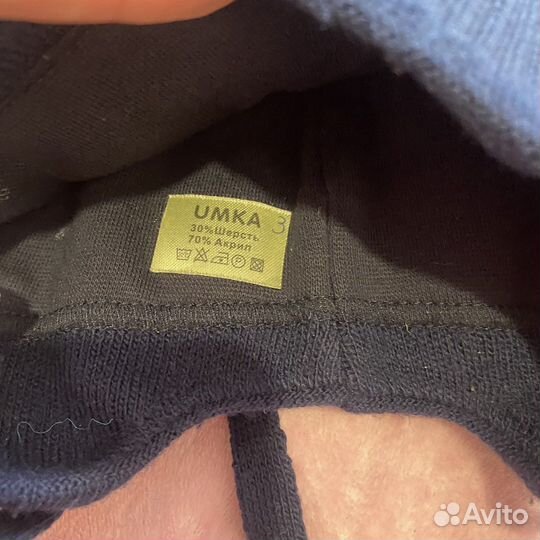 UMKA 3
30%Шерсть
70% Акрил
Avito